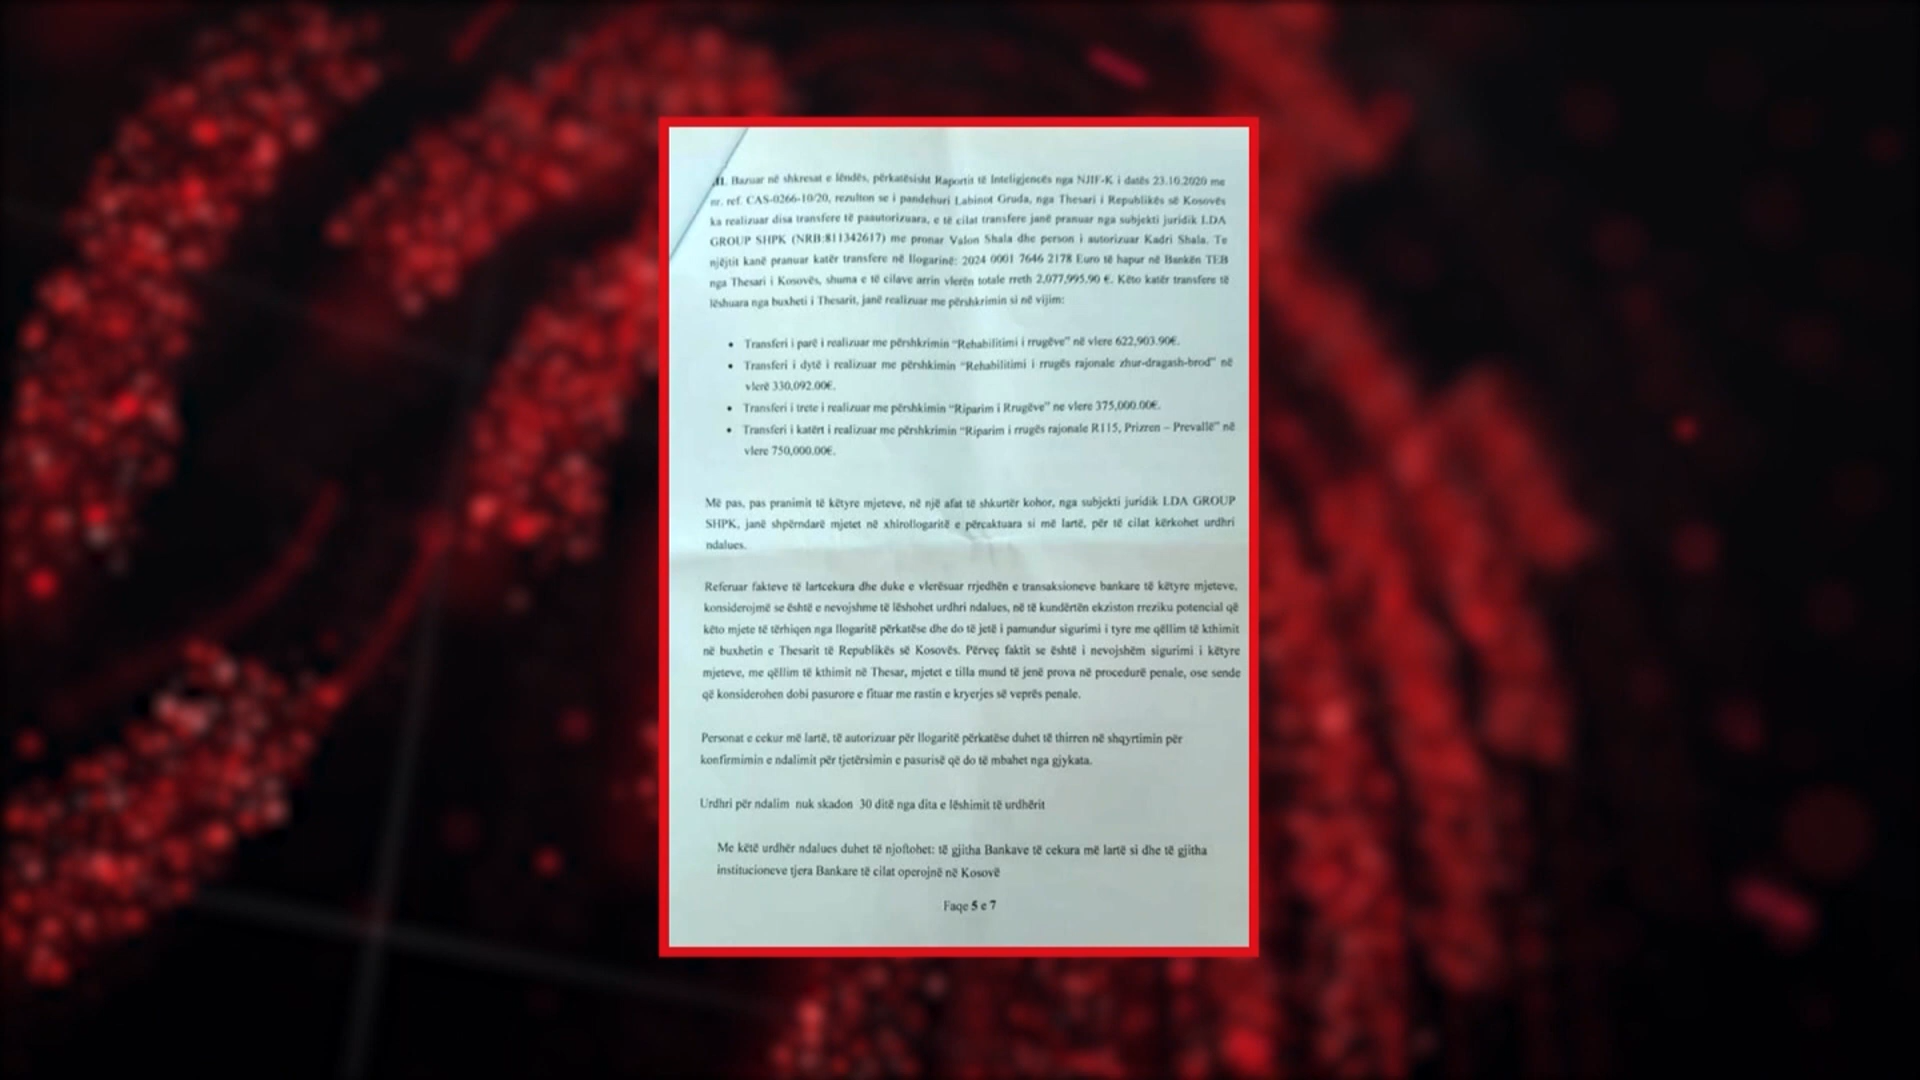 II. Bazuar në shkresat e lëndës, përkatësisht Raportit të Inteligjencës nga NJIF-K i datës 23.10.2020 me
nr. ref. CAS-0266-10/20, rezulton se i pandehuri Labinot Gruda, nga Thesari i Republikës së Kosovës
ka realizuar disa transfere të paautorizuara, e të cilat transfere janë pranuar nga subjekti juridik LDA
GROUP SHPK (NRB:811342617) me pronar Valon Shala dhe person i autorizuar Kadri Shala. Te
njëjtit kanë pranuar katër transfere në llogarinë: 2024 0001 7646 2178 Euro të hapur në Bankën TEB
nga Thesari i Kosovës, shuma e të cilave arrin vlerën totale rreth 2,077,995.90 €. Këto katër transfere të
lëshuara nga buxheti i Thesarit, janë realizuar me përshkrimin si në vijim:
• Transferi i parë i realizuar me përshkrimin “Rehabilitimi i rrugëve” në vlere 622,903.90€.
• Transferi i dytë i realizuar me përshkimin “Rehabilitimi i rrugës rajonale zhur-dragash-brod” në
vlerë 330,092.00€.
• Transferi i trete i realizuar me përshkimin “Riparim i Rrugëve” ne vlere 375,000.00€.
• Transferi i katërt i realizuar me përshkrimin “Riparim i rrugës rajonale R115, Prizren – Prevallë” në
vlere 750,000.00€.
Më pas, pas pranimit të këtyre mjeteve, në një afat të shkurtër kohor, nga subjekti juridik LDA GROUP
SHPK, janë shpërndarë mjetet në xhirollogaritë e përcaktuara si më lartë, për të cilat kërkohet urdhri
ndalues.
Referuar fakteve të lartcekura dhe duke e vlerësuar rrjedhën e transaksioneve bankare të këtyre mjeteve,
konsiderojmë se është e nevojshme të lëshohet urdhri ndalues, në të kundërtën ekziston rreziku potencial që
këto mjete të tërhiqen nga llogaritë përkatëse dhe do të jetë i pamundur sigurimi i tyre me qëllim të kthimit
në buxhetin e Thesarit të Republikës së Kosovës. Përveç faktit se është i nevojshëm sigurimi i këtyre
mjeteve, me qëllim të kthimit në Thesar, mjetet e tilla mund të jenë prova në procedurë penale, ose sende
që konsiderohen dobi pasurore e fituar me rastin e kryerjes së veprës penale.
Personat e cekur më lartë, të autorizuar për llogaritë përkatëse duhet të thirren në shqyrtimin për
konfirmimin e ndalimit për tjetërsimin e pasurisë që do të mbahet nga gjykata.
Urdhri për ndalim nuk skadon 30 ditë nga dita e lëshimit të urdhërit
Me këtë urdhër ndalues duhet të njoftohet: të gjitha Bankave të cekura më lartë si dhe të gjitha
institucioneve tjera Bankare të cilat operojnë në Kosovë
Faqe 5 e 7